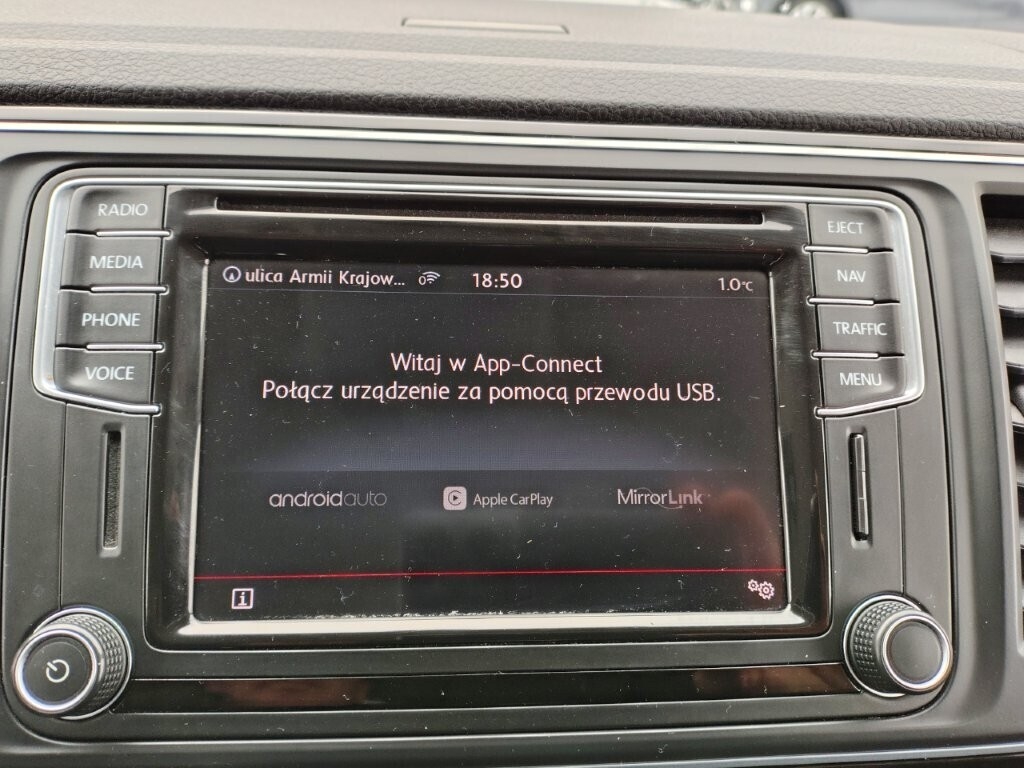 RADIO
MEDIA
PHONE
VOICE
EJECT
NAV
TRAFFIC
MENU
ulica Armii Krajow... 0 18:50 1.0°C
Witaj w App-Connect
Połącz urządzenie za pomocą przewodu USB.
androidauto Apple CarPlay MirrorLink
i